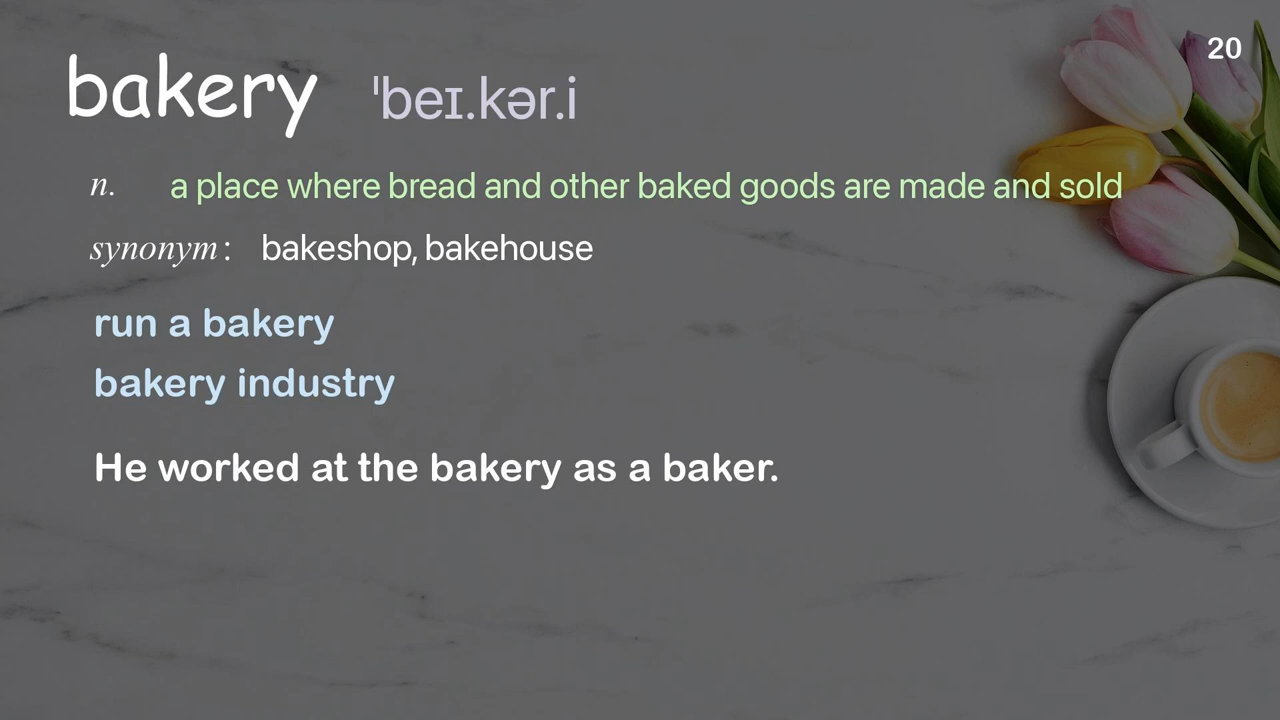 20
bakery ˈbeɪ.kər.i
n. a place where bread and other baked goods are made and sold
synonym: bakeshop, bakehouse
run a bakery
bakery industry
He worked at the bakery as a baker.